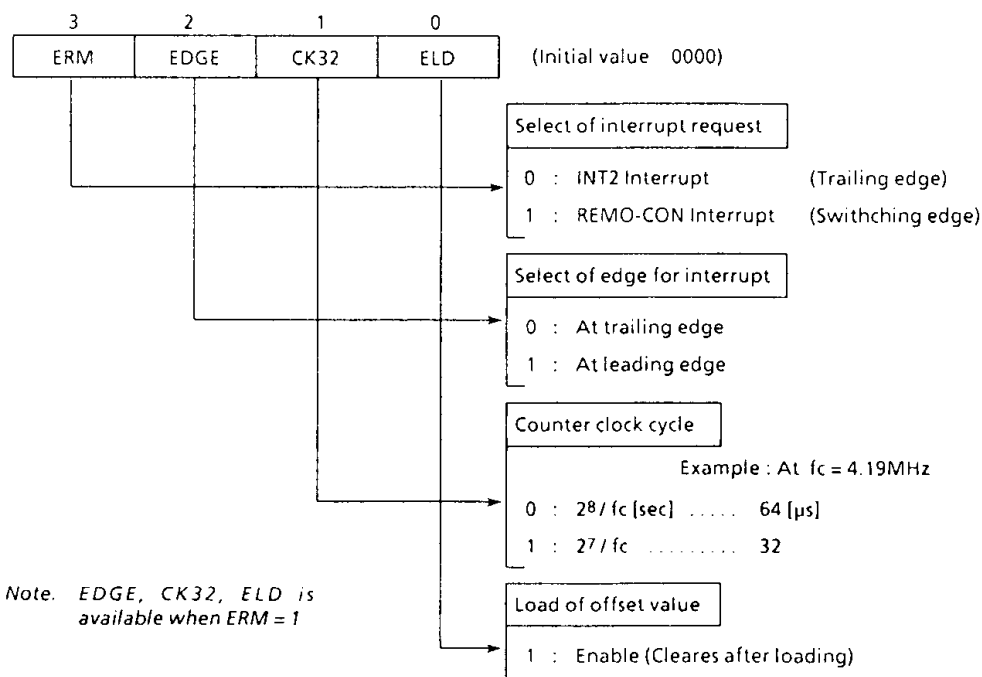 3 2 1 0
ERM EDGE CK32 ELD (Initial value 0000)
Select of interrupt request
0 : INT2 Interrupt (Trailing edge)
1 : REMO-CON Interrupt (Swithching edge)
Select of edge for interrupt
0 : At trailing edge
1 : At leading edge
Counter clock cycle
Example : At fc = 4.19MHz
0 : 2⁸/ fc [sec] ..... 64 [µs]
1 : 2⁷/ fc ......... 32
Note. EDGE, CK32, ELD is
available when ERM = 1
Load of offset value
1 : Enable (Cleares after loading)